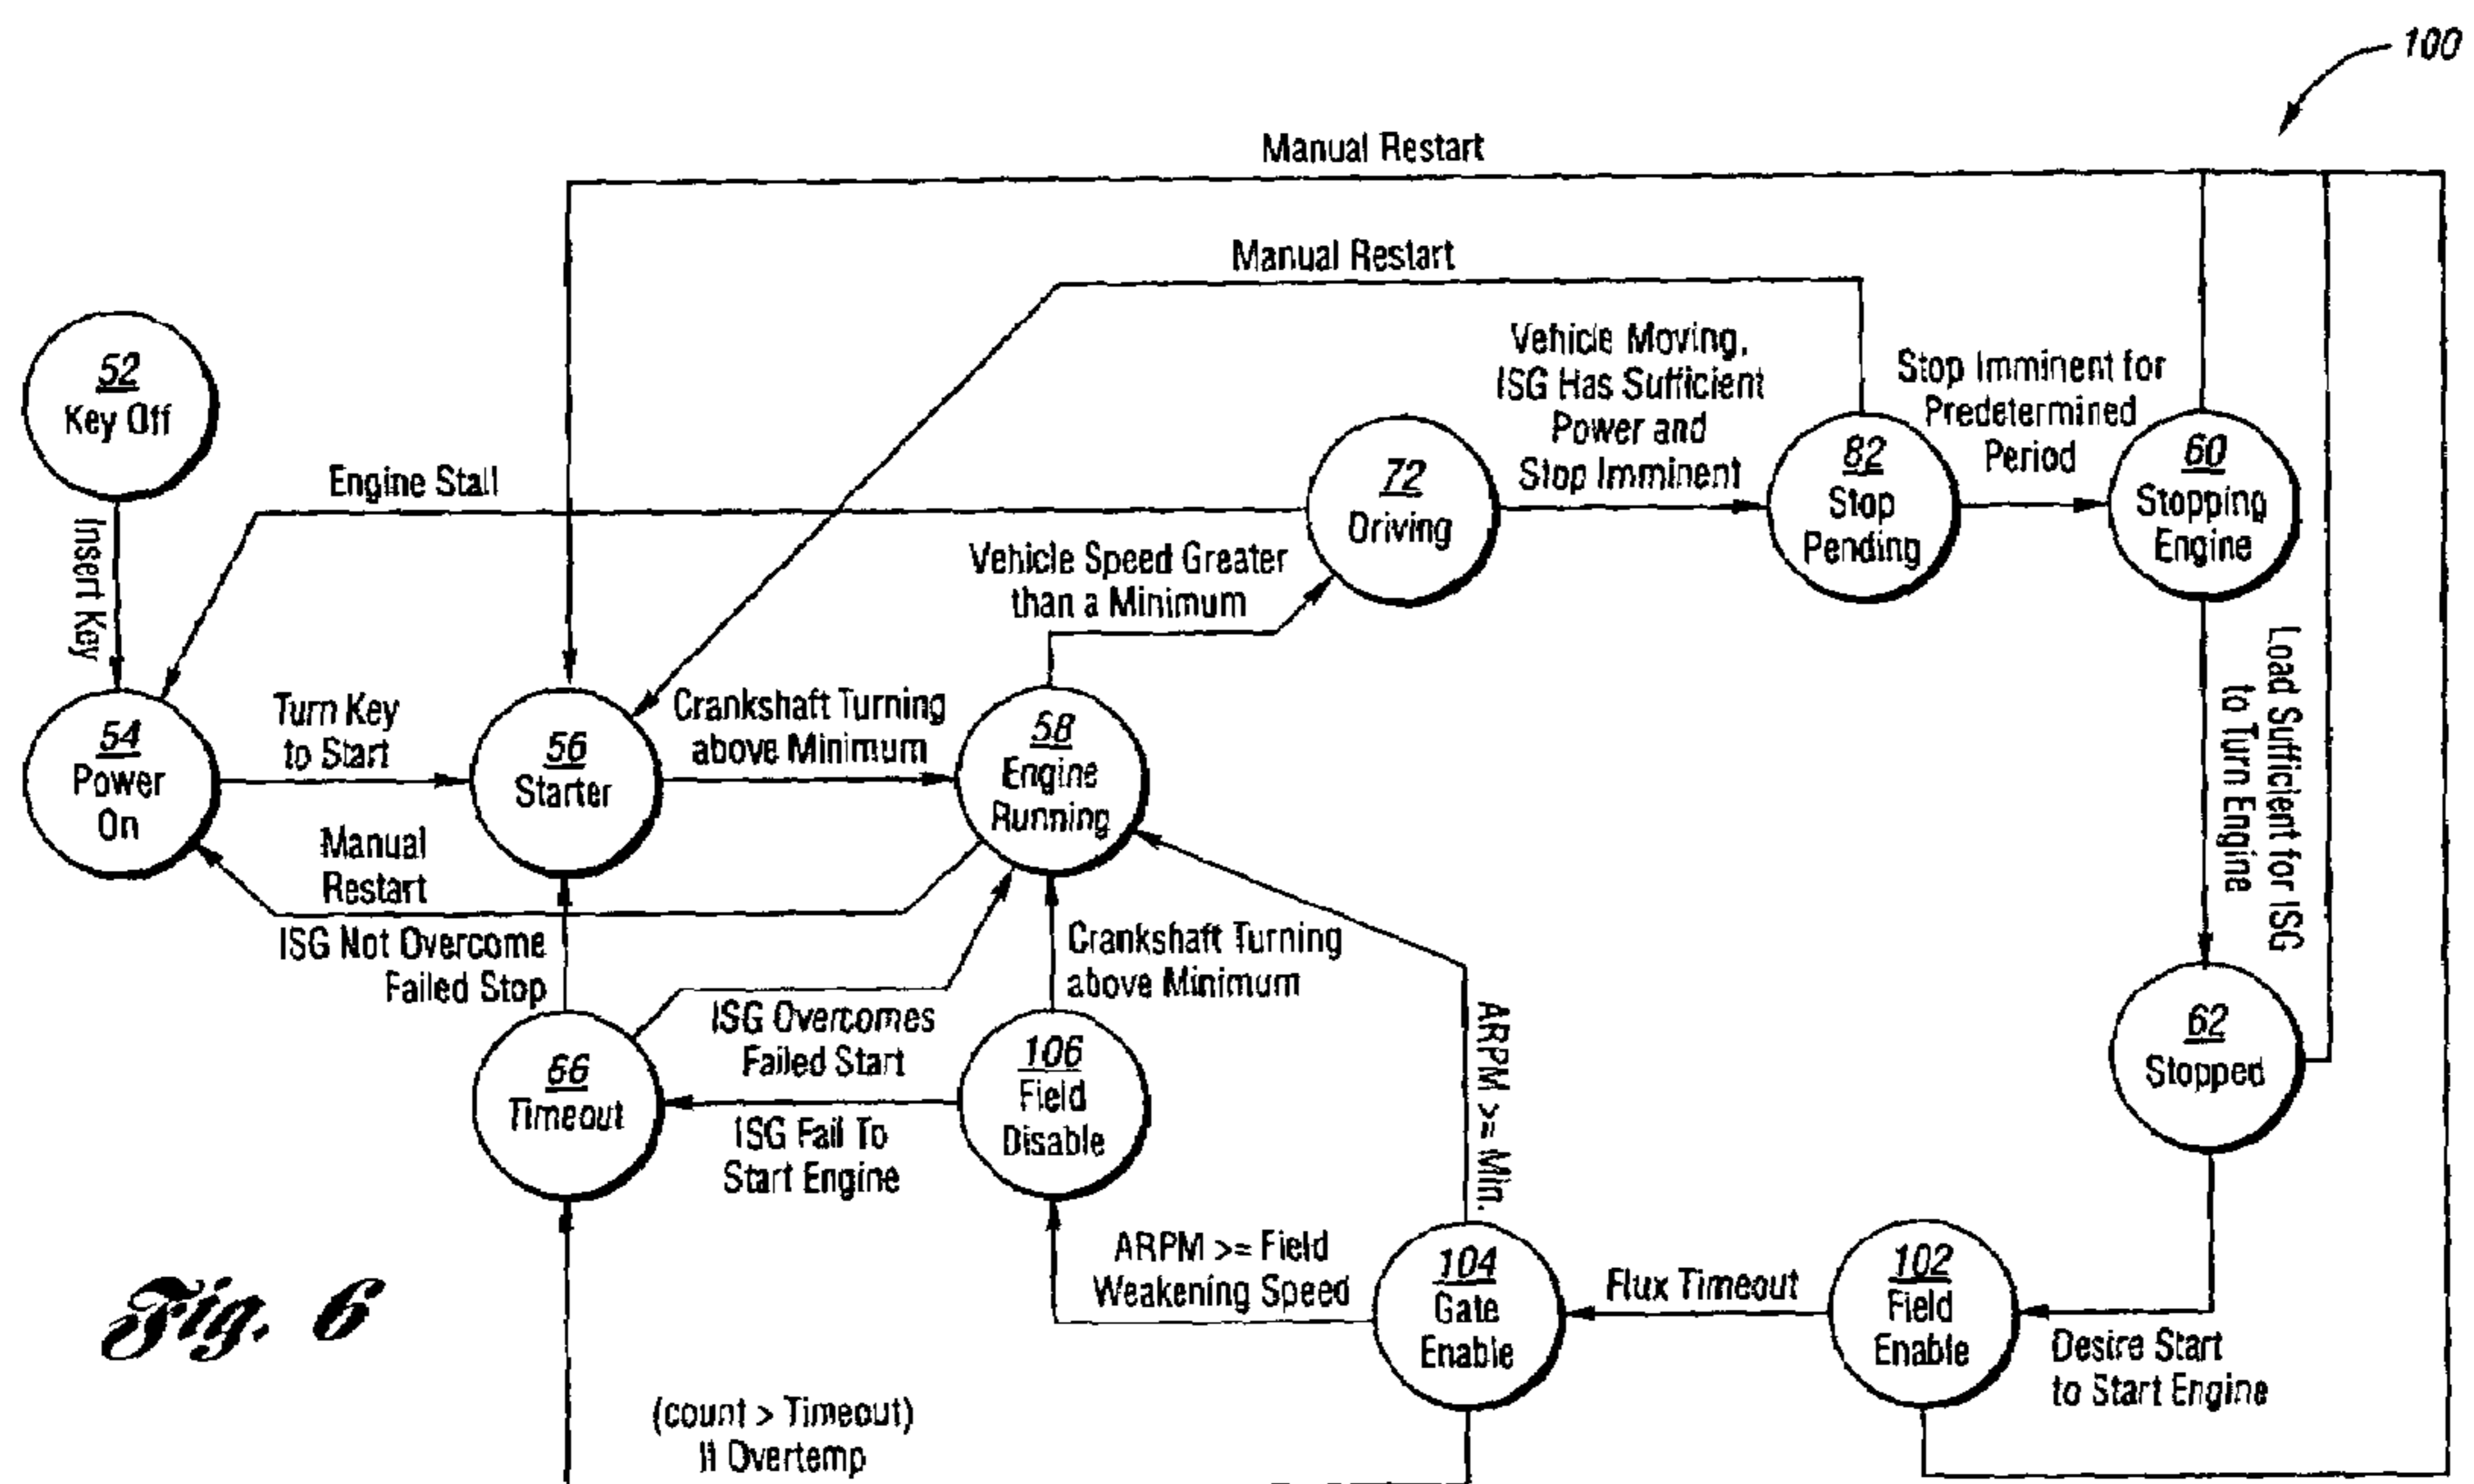 100
Manual Restart
Manual Restart
52
Key Off
Vehicle Moving,
ISG Has Sufficient
Power and
Stop Imminent
Stop Imminent for
Predetermined
Period
Engine Stall
72
Driving
82
Stop
Pending
60
Stopping
Engine
Insert Key
Vehicle Speed Greater
than a Minimum
Load Sufficient for ISG
to Turn Engine
54
Power
On
Turn Key
to Start
56
Starter
Crankshaft Turning
above Minimum
58
Engine
Running
Manual
Restart
ISG Not Overcome
Failed Stop
Crankshaft Turning
above Minimum
ISG Overcomes
Failed Start
ARPM >= Min.
62
Stopped
66
Timeout
106
Field
Disable
ISG Fail To
Start Engine
ARPM >= Field
Weakening Speed
104
Gate
Enable
Flux Timeout
102
Field
Enable
Desire Start
to Start Engine
Fig. 6
(count > Timeout)
II Overtemp